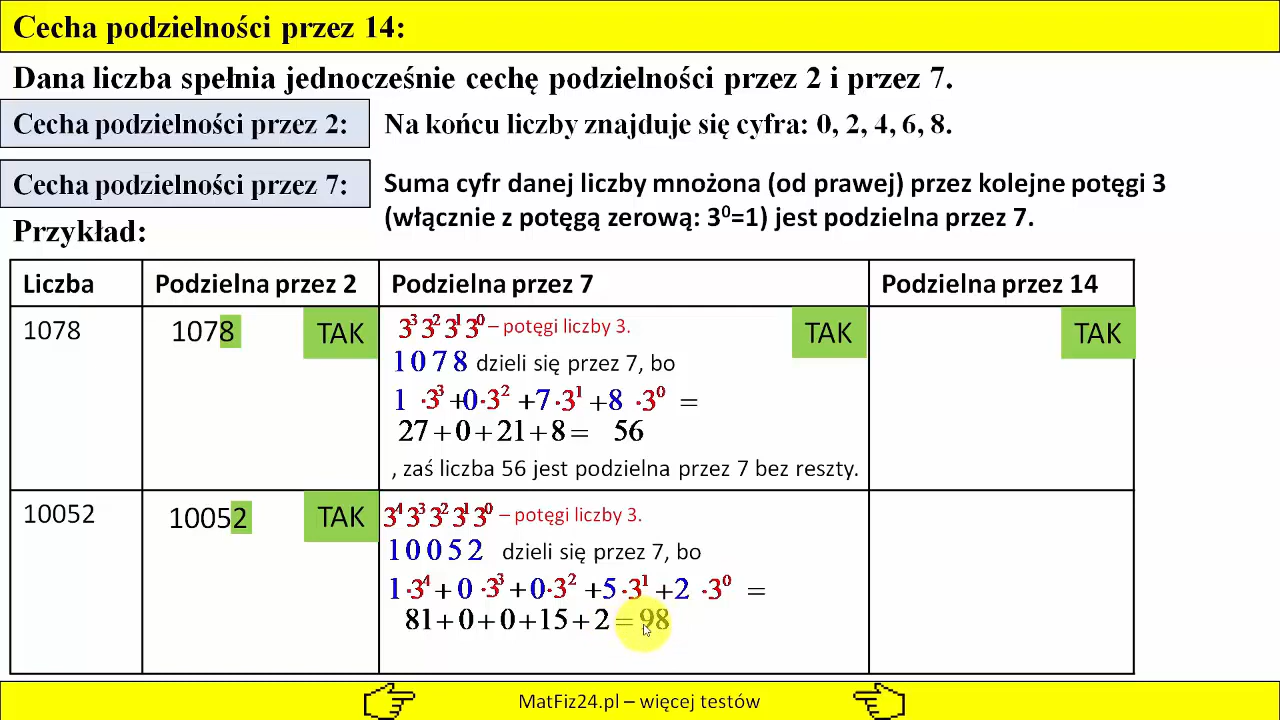 Cecha podzielności przez 14:
Dana liczba spełnia jednocześnie cechę podzielności przez 2 i przez 7.
Cecha podzielności przez 2: Na końcu liczby znajduje się cyfra: 0, 2, 4, 6, 8.
Cecha podzielności przez 7: Suma cyfr danej liczby mnożona (od prawej) przez kolejne potęgi 3
(włącznie z potęgą zerową: 3⁰=1) jest podzielna przez 7.
Przykład:
Liczba Podzielna przez 2 Podzielna przez 7 Podzielna przez 14
1078 1078 TAK 3³ 3² 3¹ 3⁰ – potęgi liczby 3. TAK TAK
1 0 7 8 dzieli się przez 7, bo
1 ·3³ +0·3² +7·3¹ +8 ·3⁰ =
27+0+21+8= 56
, zaś liczba 56 jest podzielna przez 7 bez reszty.
10052 10052 TAK 3⁴ 3³ 3² 3¹ 3⁰ – potęgi liczby 3.
1 0 0 5 2 dzieli się przez 7, bo
1·3⁴ + 0 ·3³ +0·3² +5·3¹ +2 ·3⁰ =
81+0+0+15+2=98
MatFiz24.pl – więcej testów